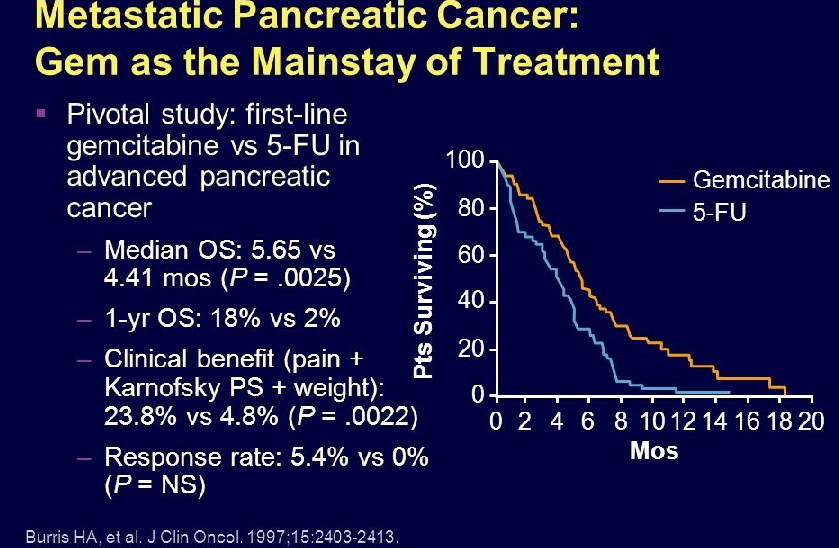 Metastatic Pancreatic Cancer:
Gem as the Mainstay of Treatment
▪ Pivotal study: first-line
gemcitabine vs 5-FU in
advanced pancreatic
cancer
– Median OS: 5.65 vs
4.41 mos (P = .0025)
– 1-yr OS: 18% vs 2%
– Clinical benefit (pain +
Karnofsky PS + weight):
23.8% vs 4.8% (P = .0022)
– Response rate: 5.4% vs 0%
(P = NS)
Pts Surviving (%)
100
80
60
40
20
0
0 2 4 6 8 10 12 14 16 18 20
Mos
Gemcitabine
5-FU
Burris HA, et al. J Clin Oncol. 1997;15:2403-2413.